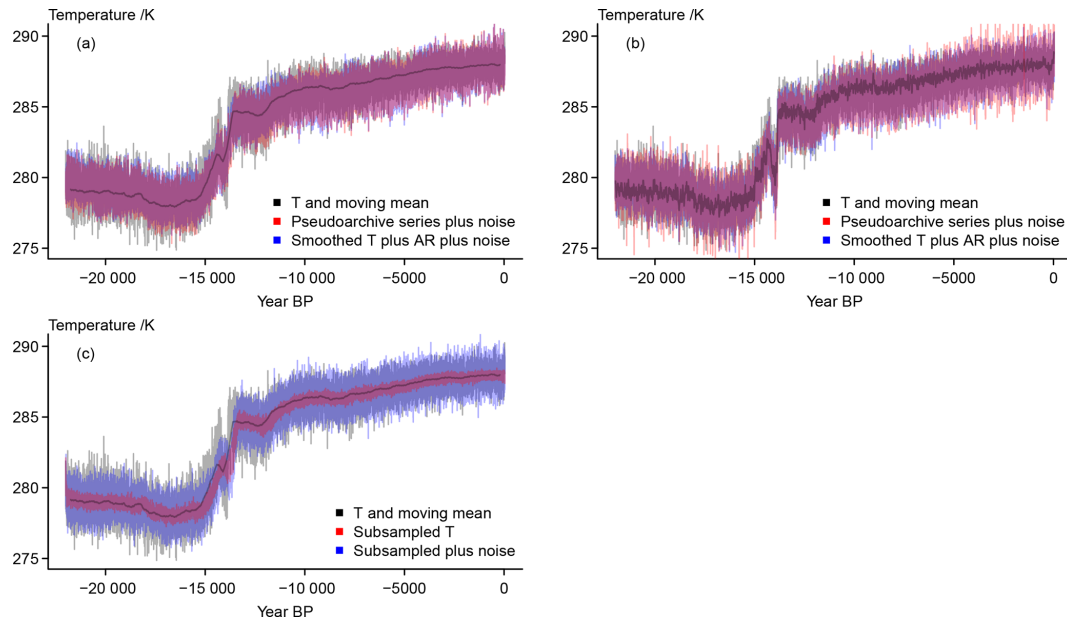 Temperature /K
(a)
290
285
280
275
T and moving mean
Pseudoarchive series plus noise
Smoothed T plus AR plus noise
−20 000 −15 000 −10 000 −5000 0
Year BP
Temperature /K
(b)
290
285
280
275
T and moving mean
Pseudoarchive series plus noise
Smoothed T plus AR plus noise
−20 000 −15 000 −10 000 −5000 0
Year BP
Temperature /K
(c)
290
285
280
275
T and moving mean
Subsampled T
Subsampled plus noise
−20 000 −15 000 −10 000 −5000 0
Year BP